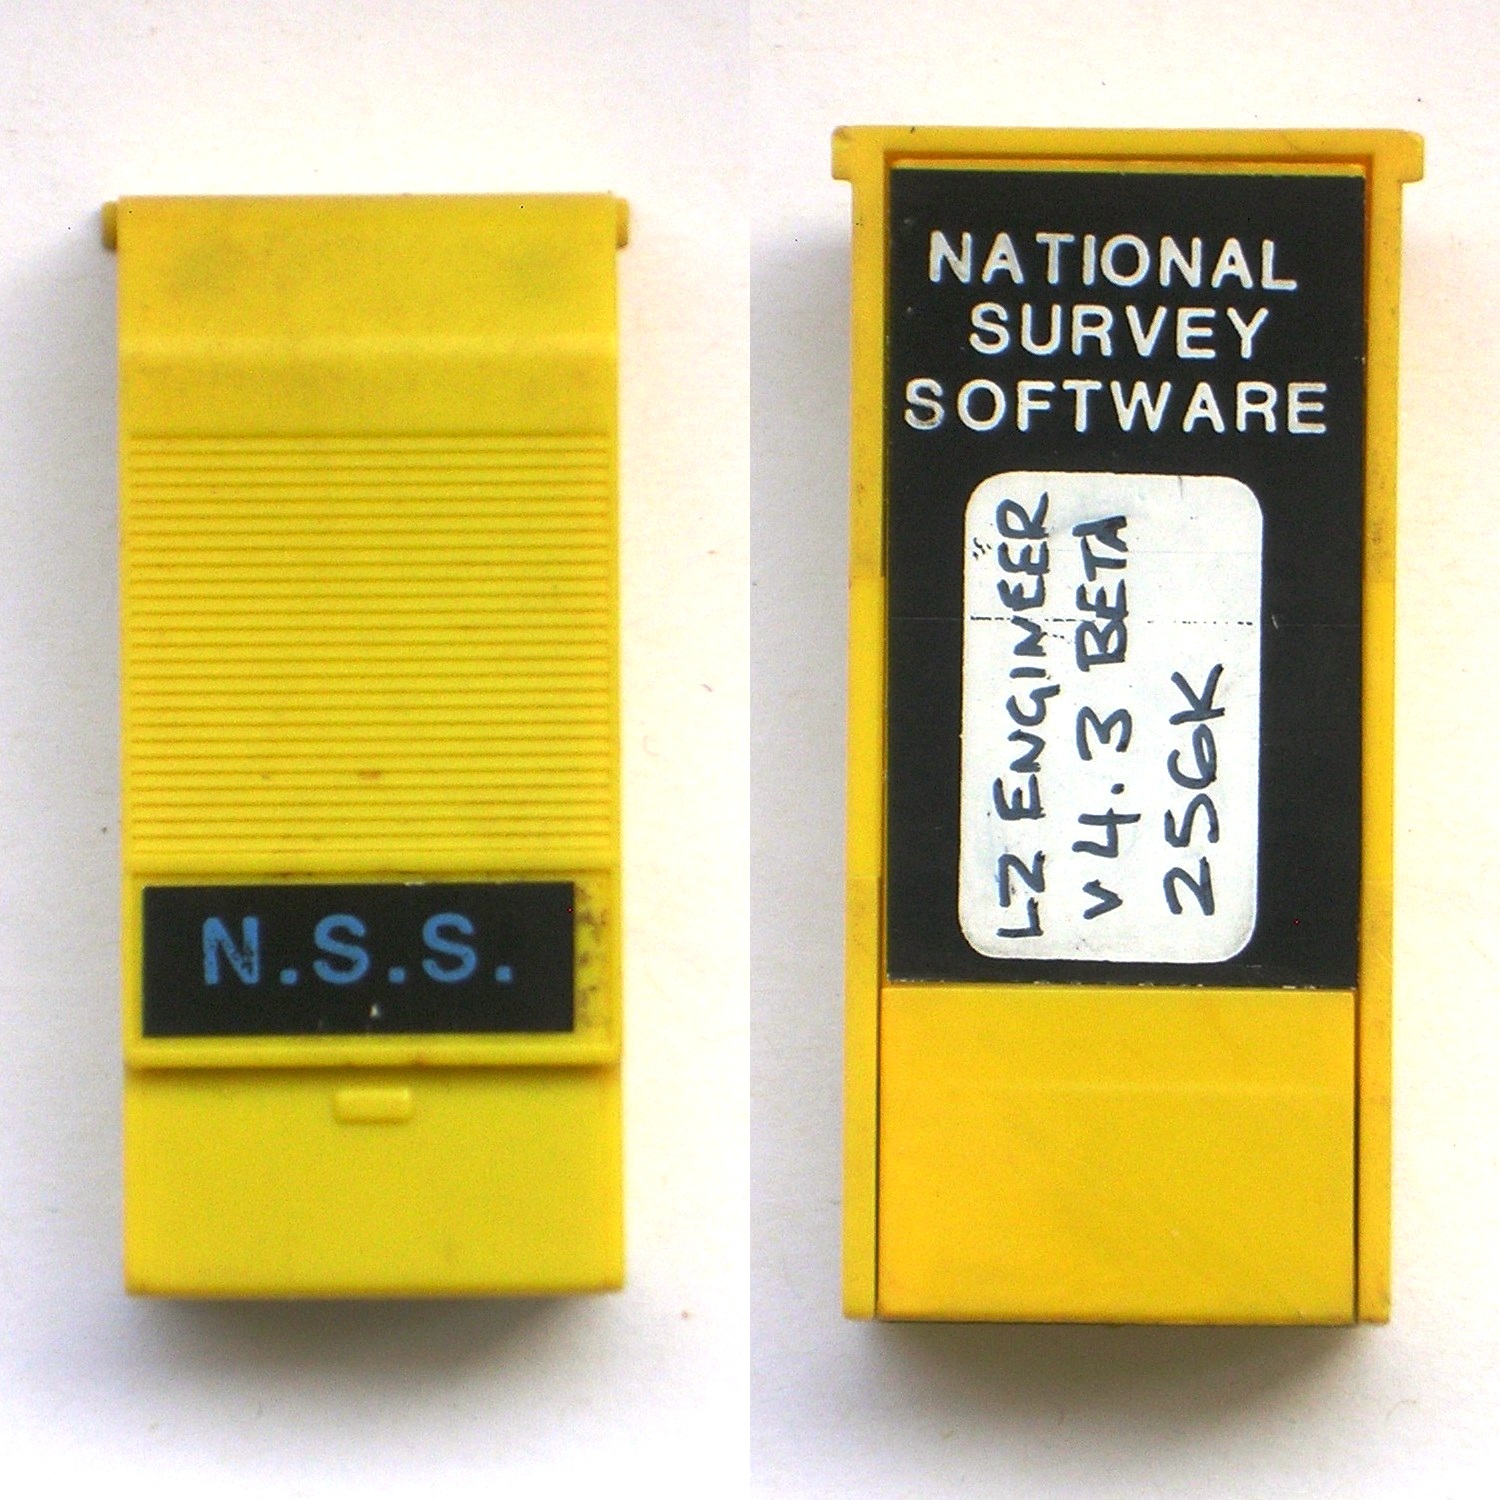 N.S.S.
NATIONAL
SURVEY
SOFTWARE
LZ ENGINEER
V4.3 BETA
256K